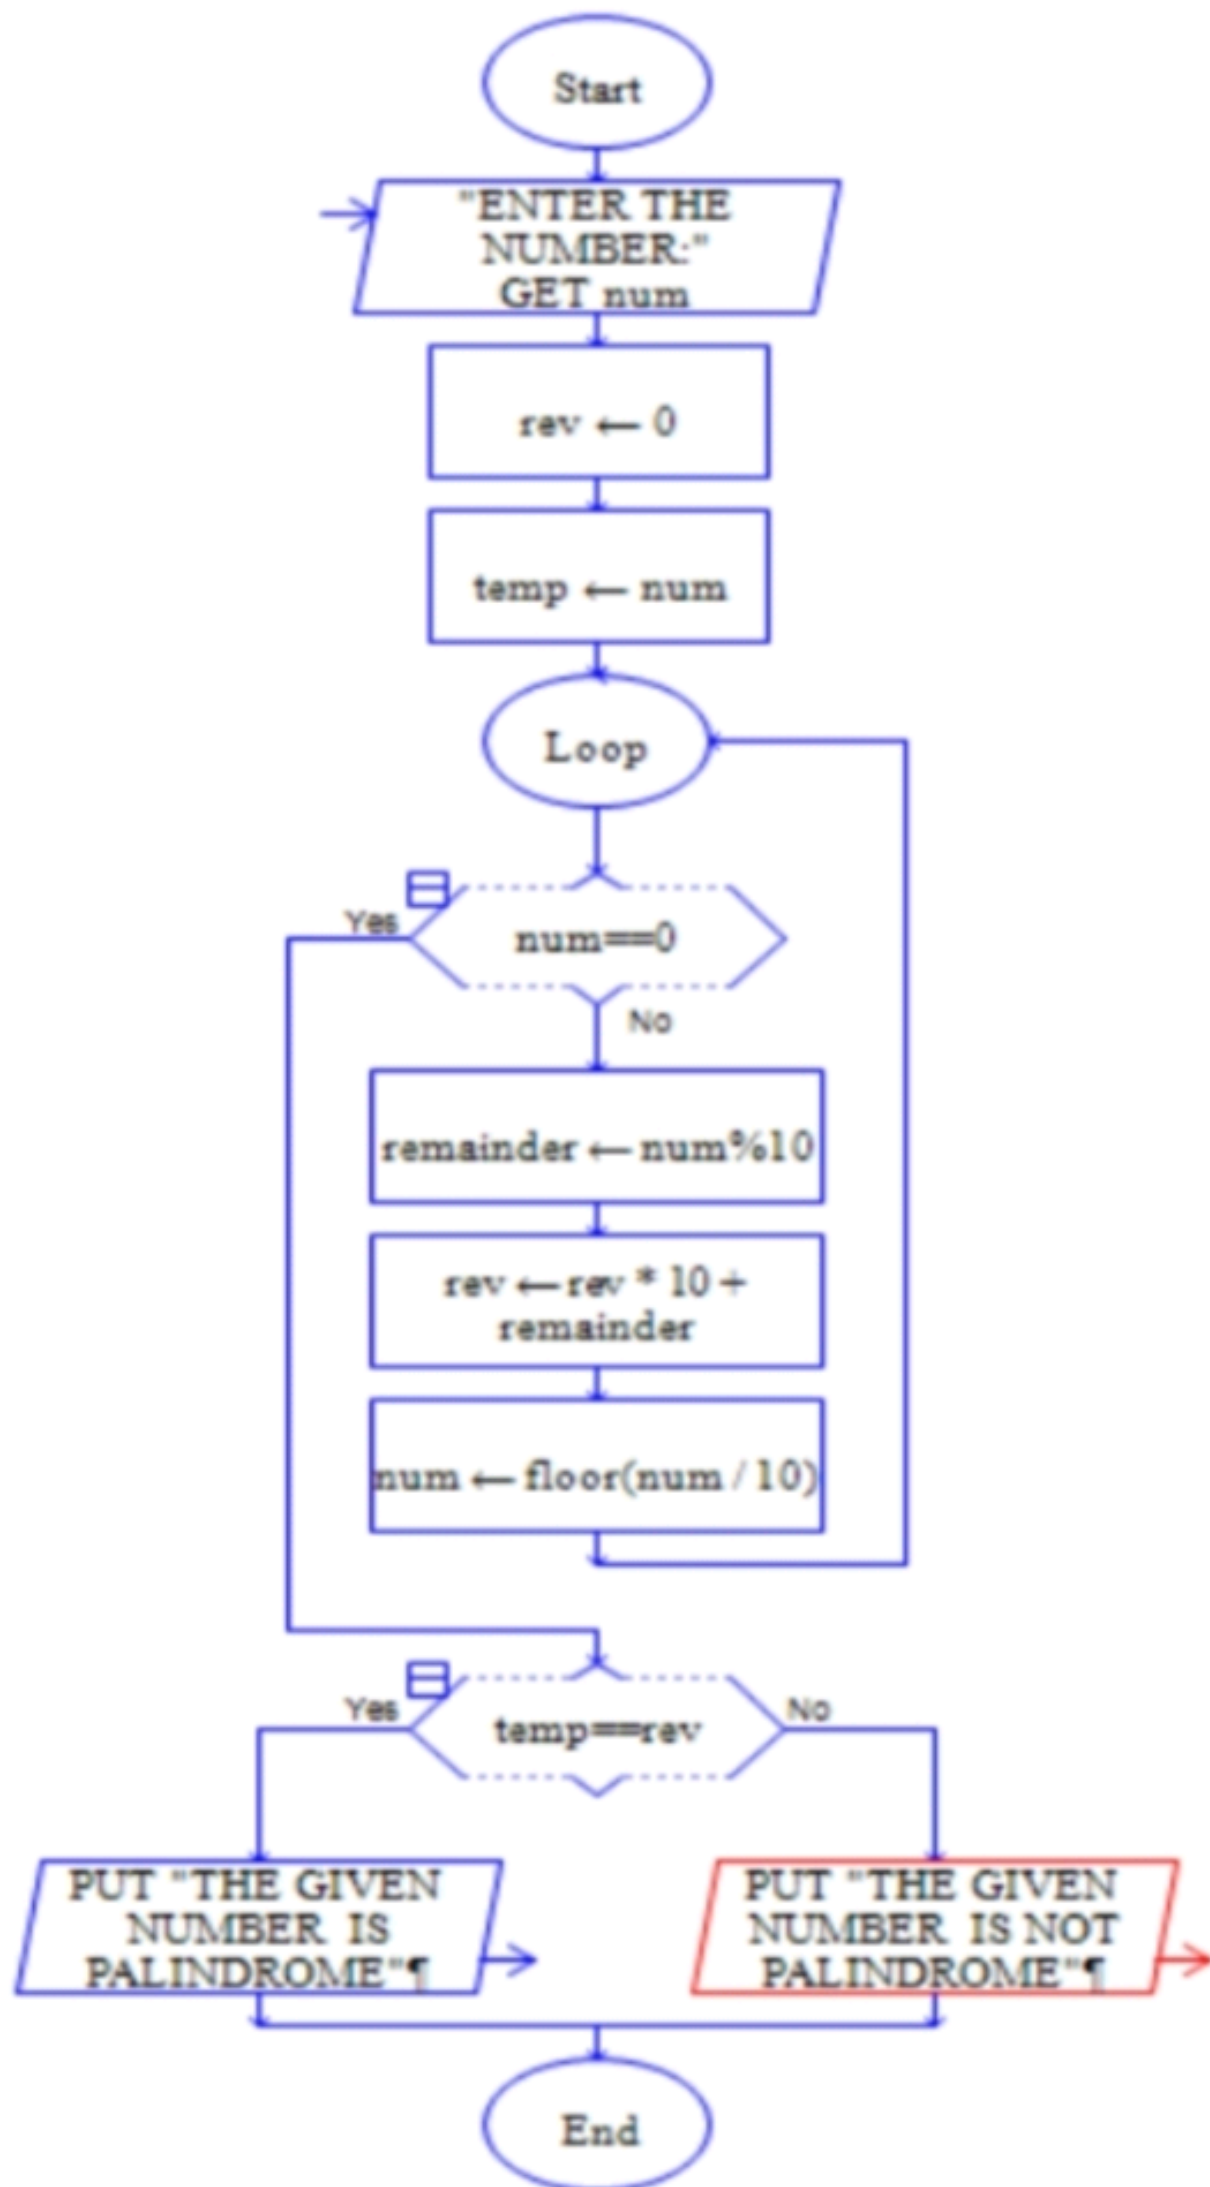 Start
"ENTER THE
NUMBER:"
GET num
rev ← 0
temp ← num
Loop
Yes
num==0
No
remainder ← num%10
rev ← rev * 10 +
remainder
num ← floor(num / 10)
Yes
temp==rev
No
PUT "THE GIVEN
NUMBER IS
PALINDROME"¶
PUT "THE GIVEN
NUMBER IS NOT
PALINDROME"¶
End